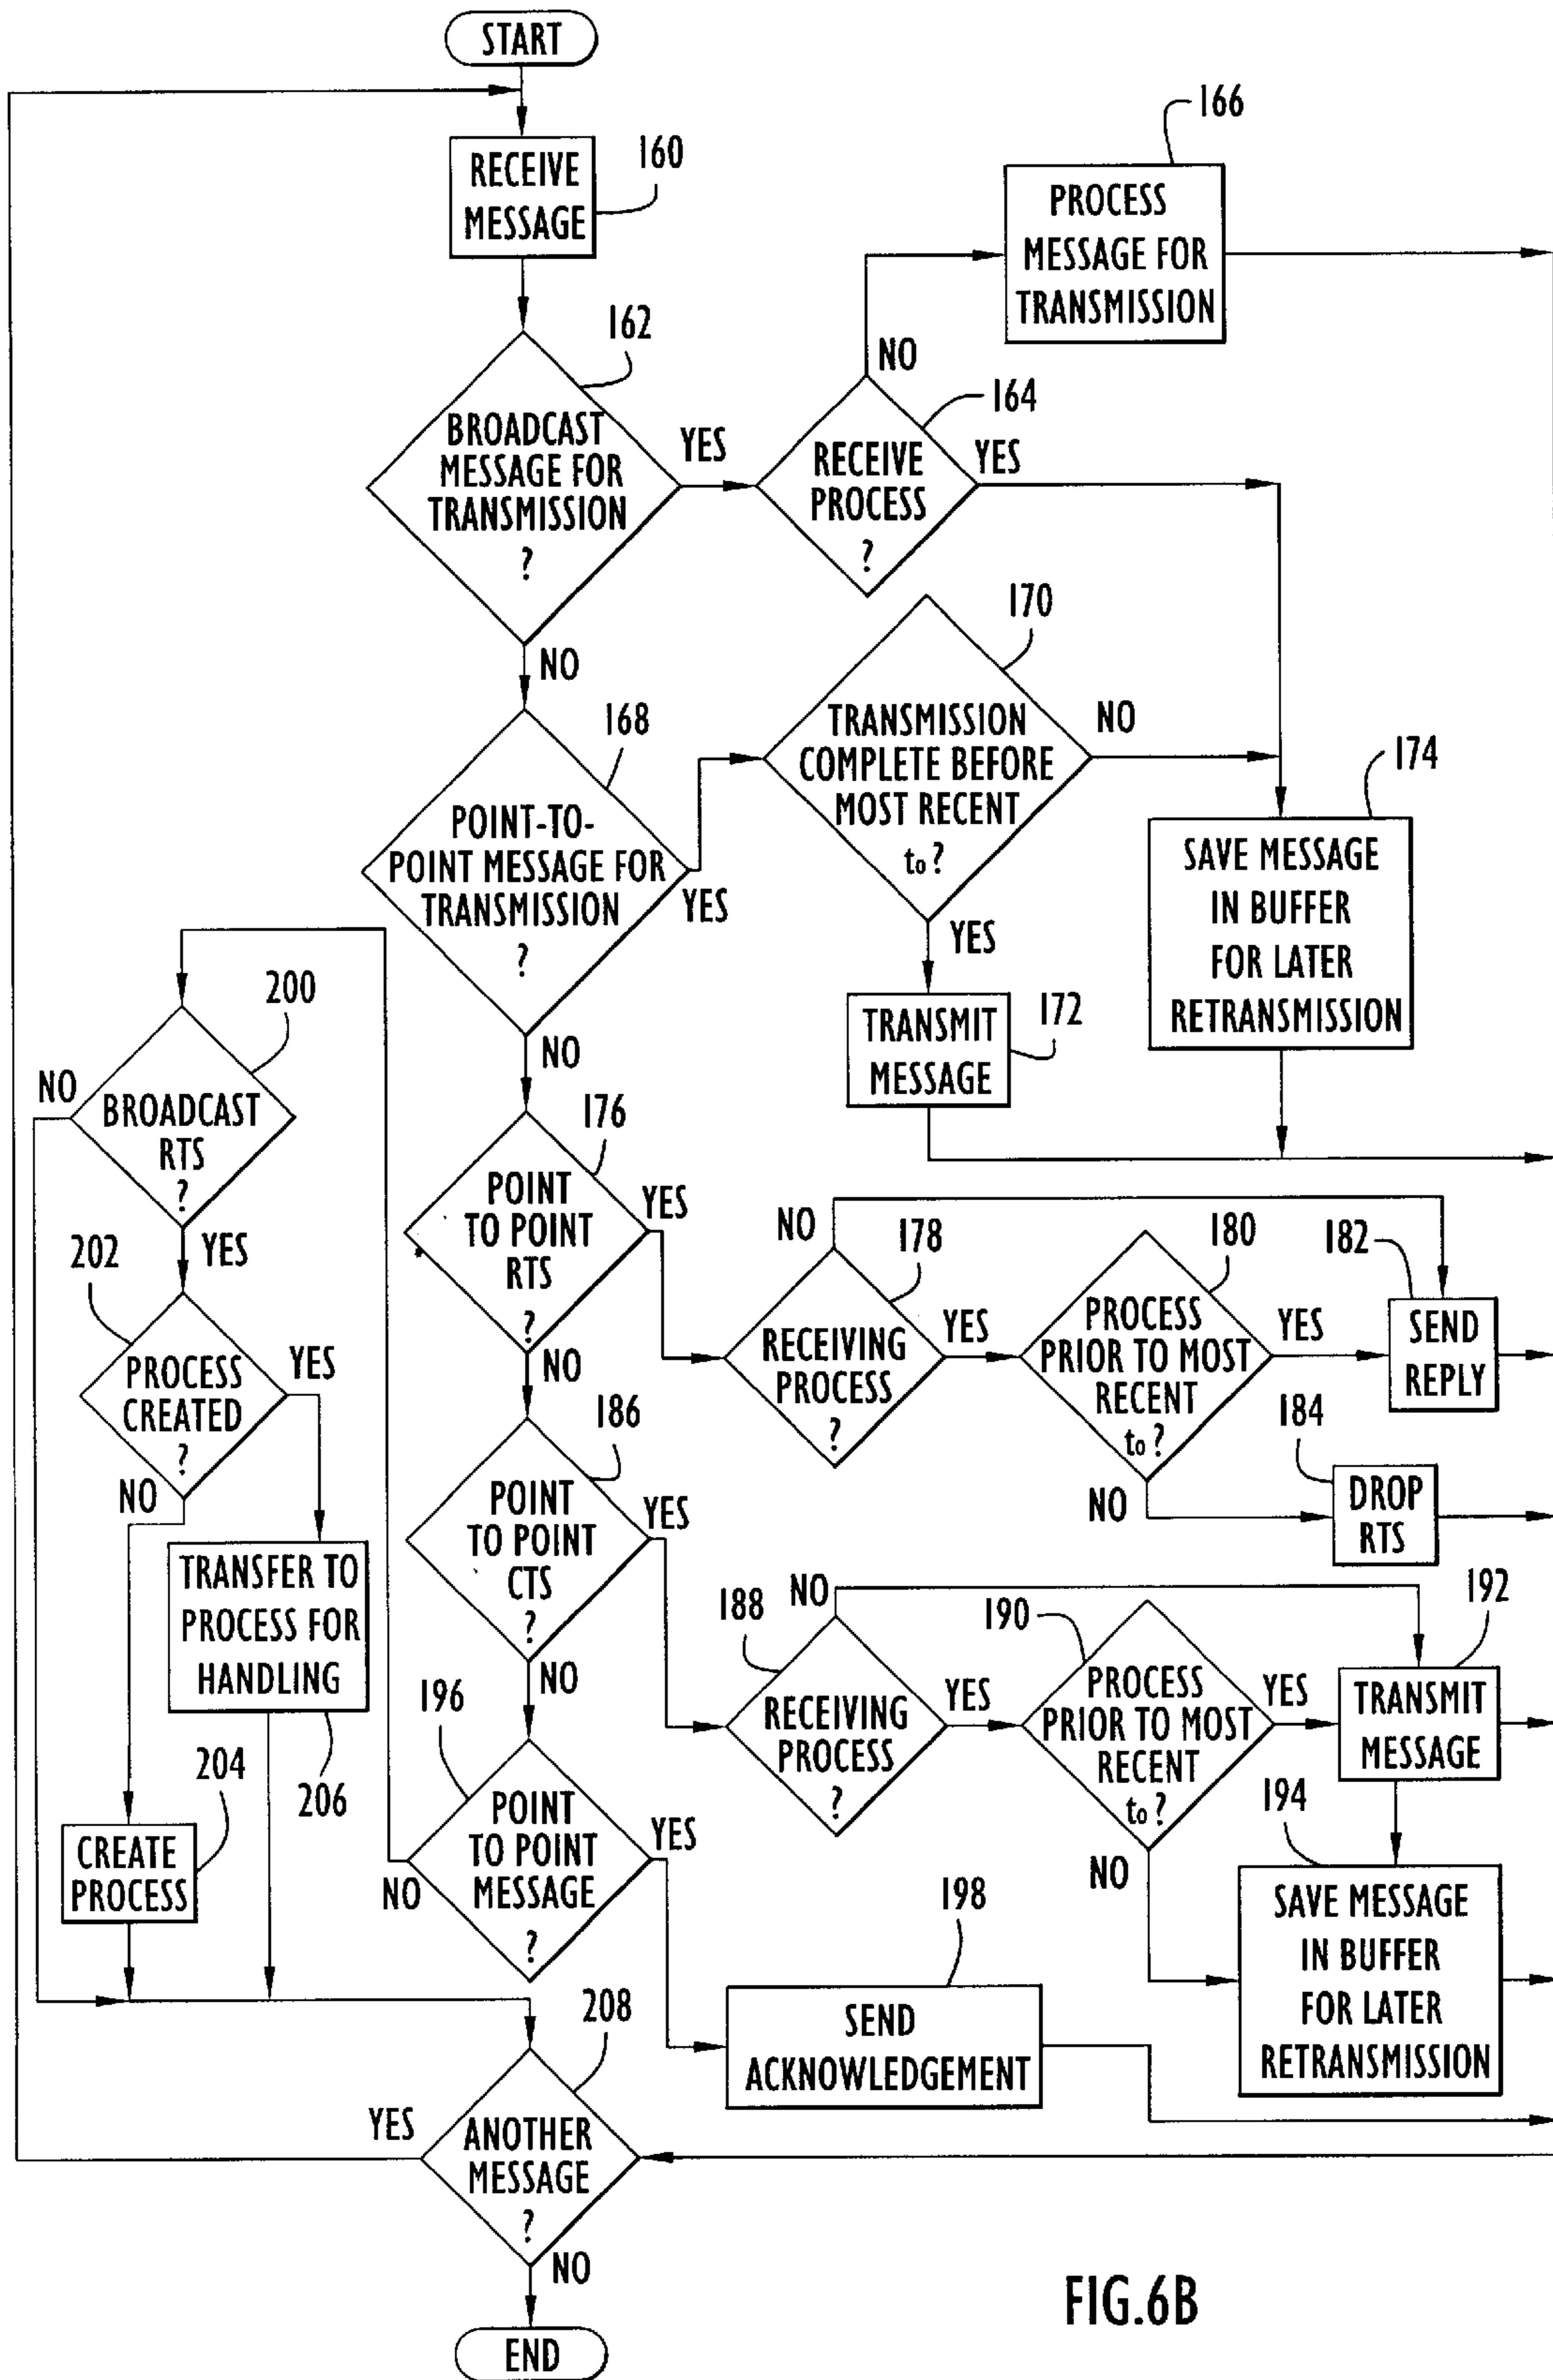 START
RECEIVE
MESSAGE
160
166
PROCESS
MESSAGE FOR
TRANSMISSION
162
BROADCAST
MESSAGE FOR
TRANSMISSION
?
YES
NO
164
RECEIVE
PROCESS
?
YES
NO
168
POINT-TO-
POINT MESSAGE FOR
TRANSMISSION
?
YES
170
TRANSMISSION
COMPLETE BEFORE
MOST RECENT
to ?
NO
174
SAVE MESSAGE
IN BUFFER
FOR LATER
RETRANSMISSION
YES
TRANSMIT
MESSAGE
172
NO
200
NO
BROADCAST
RTS
?
YES
176
POINT
TO POINT
RTS
?
YES
NO
178
RECEIVING
PROCESS
?
YES
180
PROCESS
PRIOR TO MOST
RECENT
to ?
YES
182
SEND
REPLY
184
NO
DROP
RTS
202
PROCESS
CREATED
?
YES
NO
NO
186
POINT
TO POINT
CTS
?
YES
TRANSFER TO
PROCESS FOR
HANDLING
206
NO
188
NO
RECEIVING
PROCESS
?
YES
190
PROCESS
PRIOR TO MOST
RECENT
to ?
YES
192
TRANSMIT
MESSAGE
194
NO
SAVE MESSAGE
IN BUFFER
FOR LATER
RETRANSMISSION
196
POINT
TO POINT
MESSAGE
?
YES
NO
204
CREATE
PROCESS
198
SEND
ACKNOWLEDGEMENT
208
YES
ANOTHER
MESSAGE
?
NO
END
FIG.6B